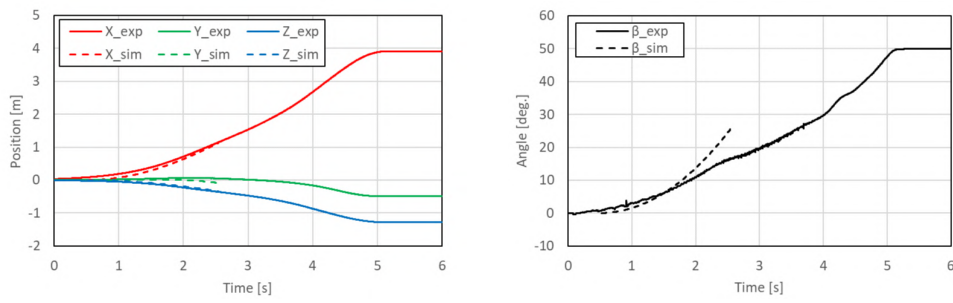 X_exp Y_exp Z_exp
X_sim Y_sim Z_sim
5
4
3
2
1
0
-1
-2
Position [m]
0 1 2 3 4 5 6
Time [s]
β_exp
β_sim
60
50
40
30
20
10
0
-10
Angle [deg.]
0 1 2 3 4 5 6
Time [s]